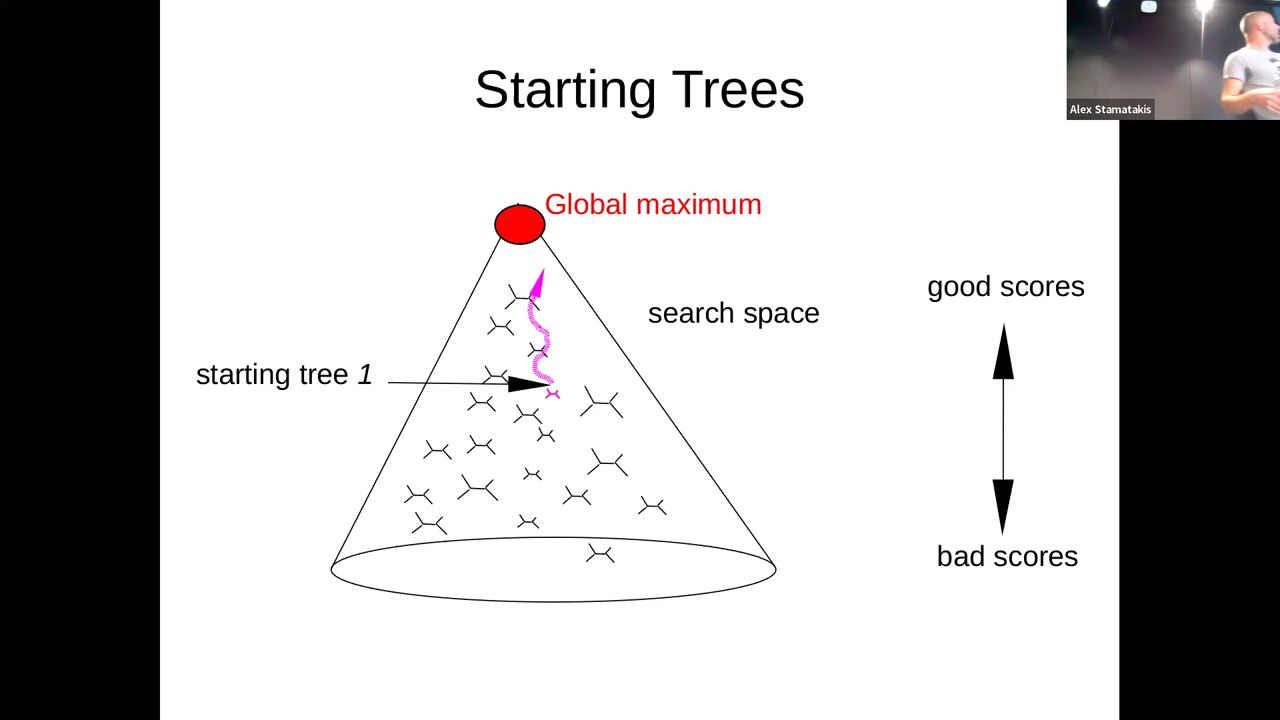 Starting Trees
Alex Stamatakis
Global maximum
good scores
search space
starting tree 1
bad scores